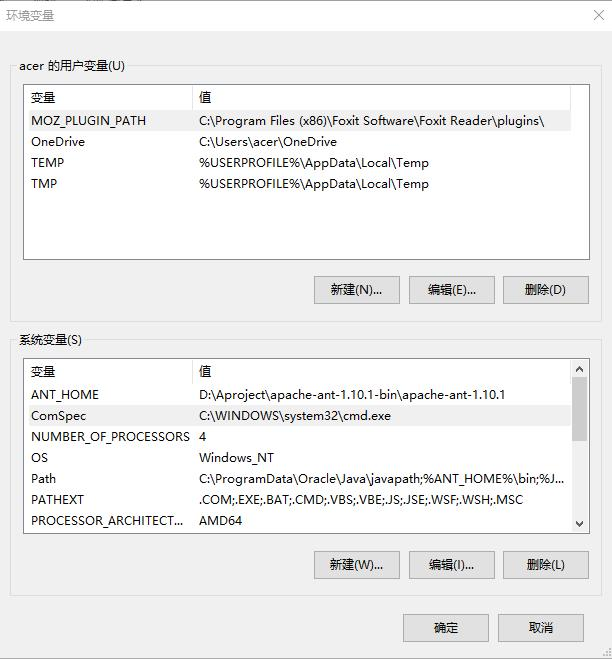 环境变量
acer 的用户变量(U)
变量 值
MOZ_PLUGIN_PATH C:\Program Files (x86)\Foxit Software\Foxit Reader\plugins\
OneDrive C:\Users\acer\OneDrive
TEMP %USERPROFILE%\AppData\Local\Temp
TMP %USERPROFILE%\AppData\Local\Temp
新建(N)... 编辑(E)... 删除(D)
系统变量(S)
变量 值
ANT_HOME D:\Aproject\apache-ant-1.10.1-bin\apache-ant-1.10.1
ComSpec C:\WINDOWS\system32\cmd.exe
NUMBER_OF_PROCESSORS 4
OS Windows_NT
Path C:\ProgramData\Oracle\Java\javapath;%ANT_HOME%\bin;%J...
PATHEXT .COM;.EXE;.BAT;.CMD;.VBS;.VBE;.JS;.JSE;.WSF;.WSH;.MSC
PROCESSOR_ARCHITECT... AMD64
新建(W)... 编辑(I)... 删除(L)
确定 取消